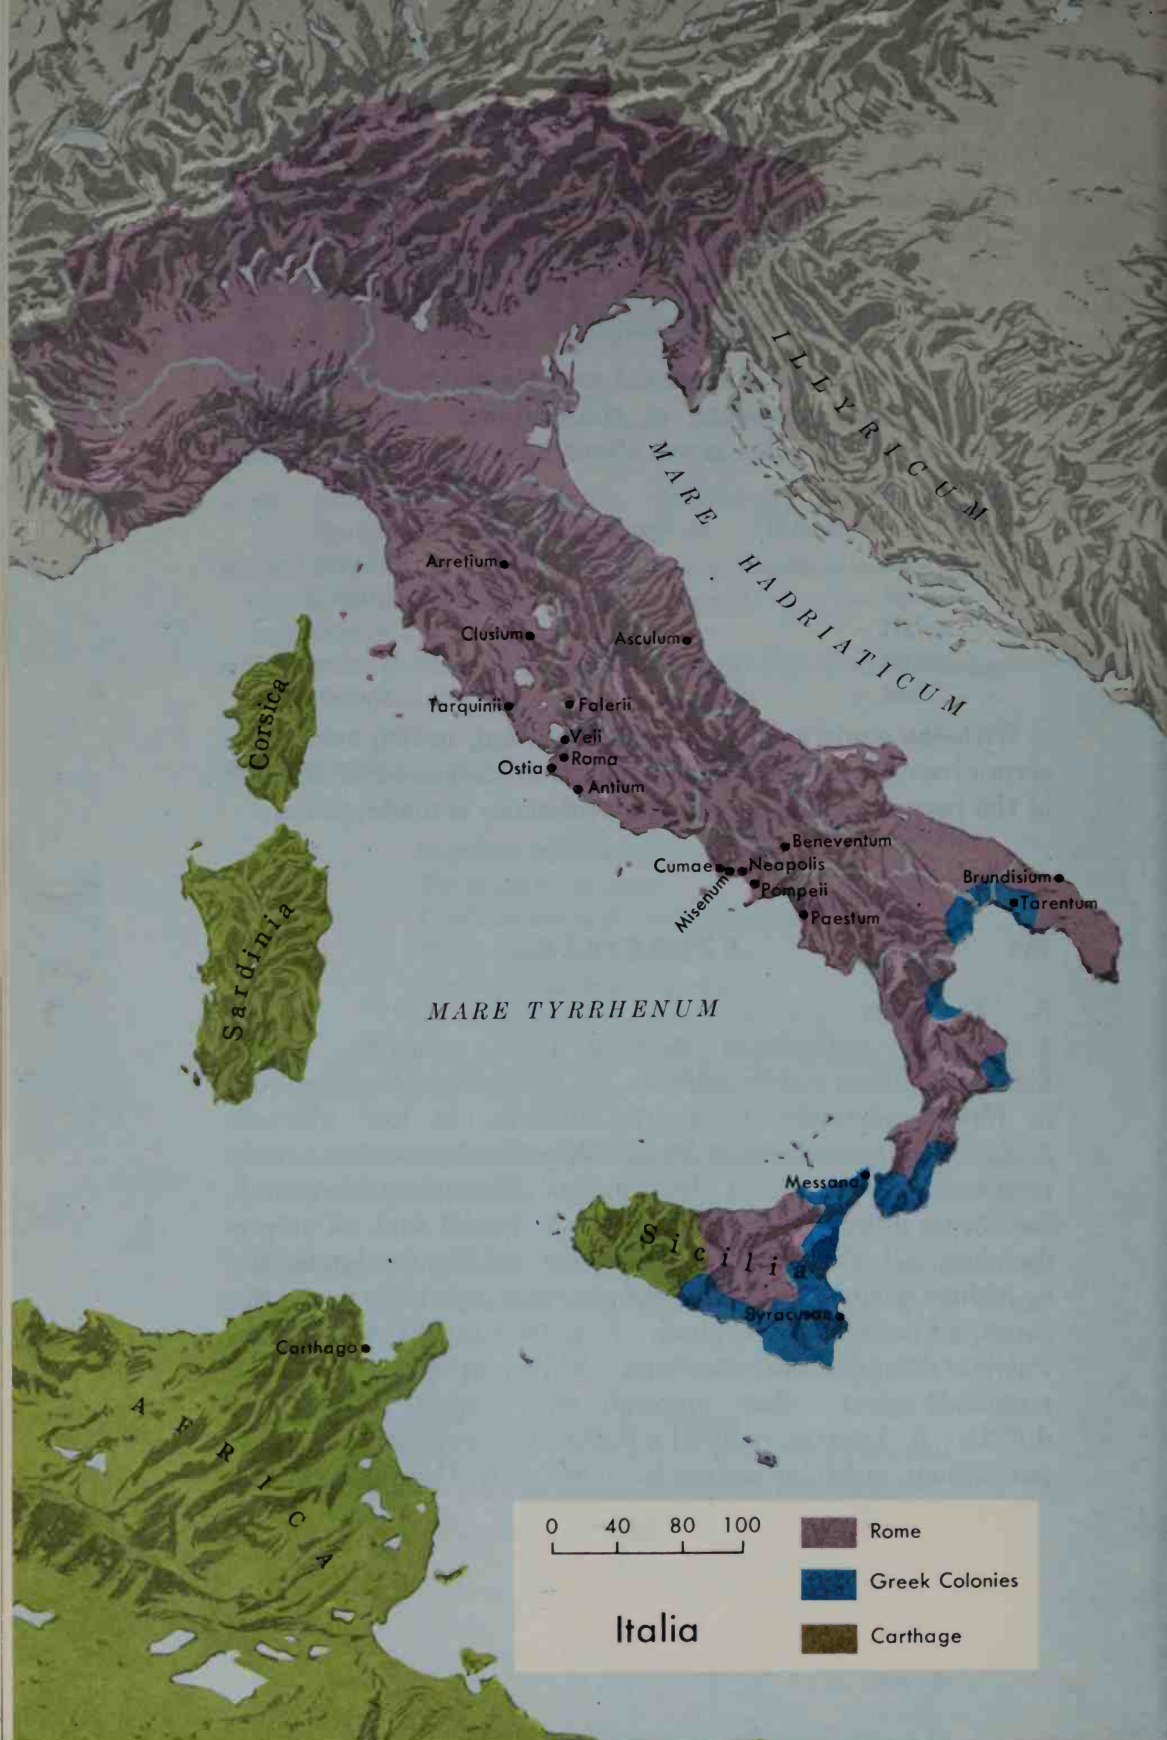 ILLYRICUM
MARE HADRIATICUM
Arretium
Clusium
Asculum
Corsica
Tarquinii
Falerii
Veli
Roma
Ostia
Antium
Beneventum
Cumae
Neapolis
Misenum
Pompeii
Brundisium
Tarentum
Paestum
Sardinia
MARE TYRRHENUM
Messana
Sicilia
Syracusae
Carthago
AFRICA
0 40 80 100
Rome
Greek Colonies
Italia
Carthage